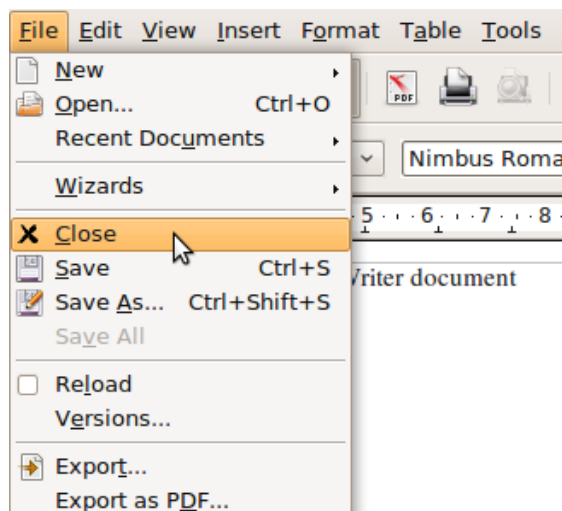 File Edit View Insert Format Table Tools
New
Open... Ctrl+O
PDF
Recent Documents
Nimbus Roma
Wizards
5 6 7 8
Close
Save Ctrl+S
Writer document
Save As... Ctrl+Shift+S
Save All
Reload
Versions...
Export...
Export as PDF...